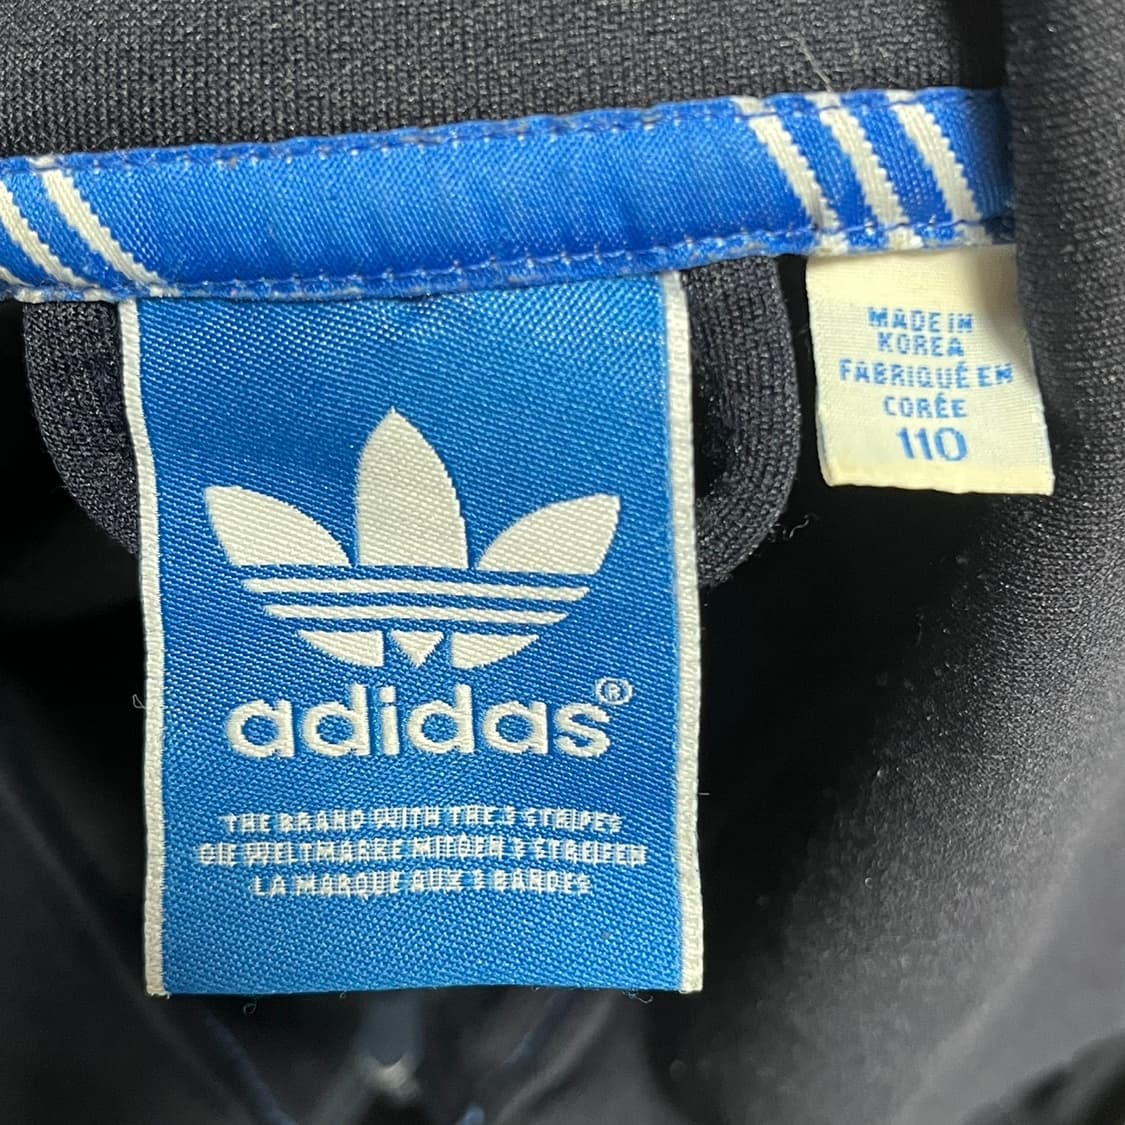 adidas®
THE BRAND WITH THE 3 STRIPES
DIE WELTMARKE MIT DEN 3 STREIFEN
LA MARQUE AUX 3 BANDES
MADE IN
KOREA
FABRIQUÉ EN
CORÉE
110